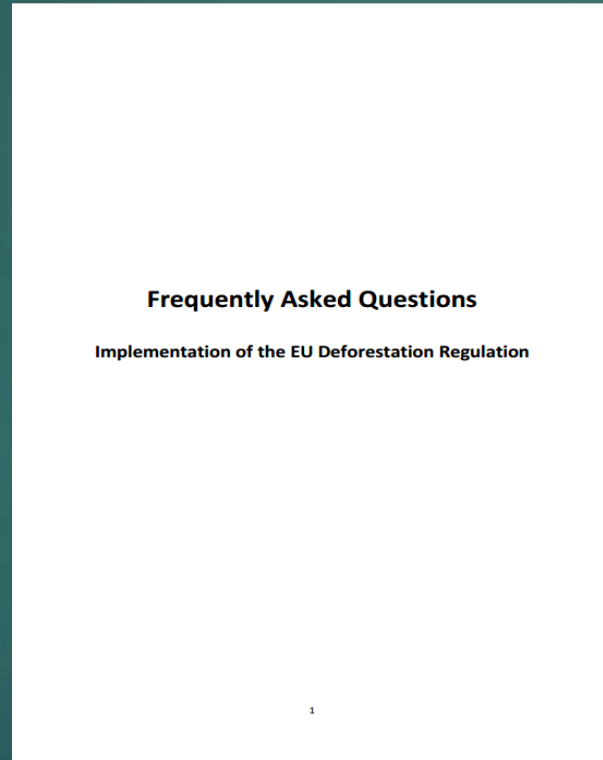 Frequently Asked Questions
Implementation of the EU Deforestation Regulation
1